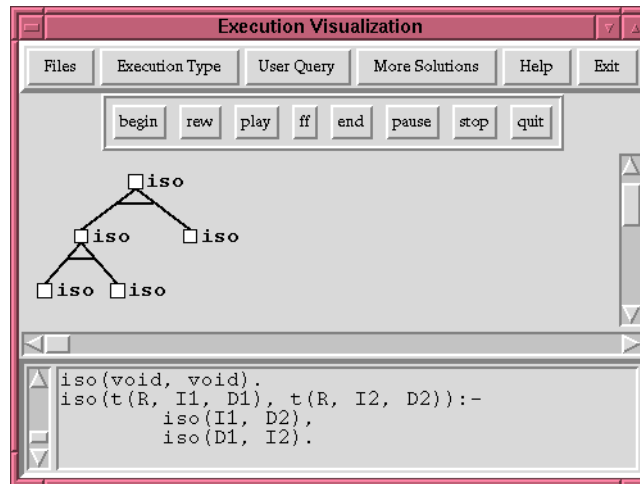 Execution Visualization
Files Execution Type User Query More Solutions Help Exit
begin rew play ff end pause stop quit
iso
iso iso
iso iso
iso(void, void).
iso(t(R, I1, D1), t(R, I2, D2)):-
iso(I1, D2),
iso(D1, I2).